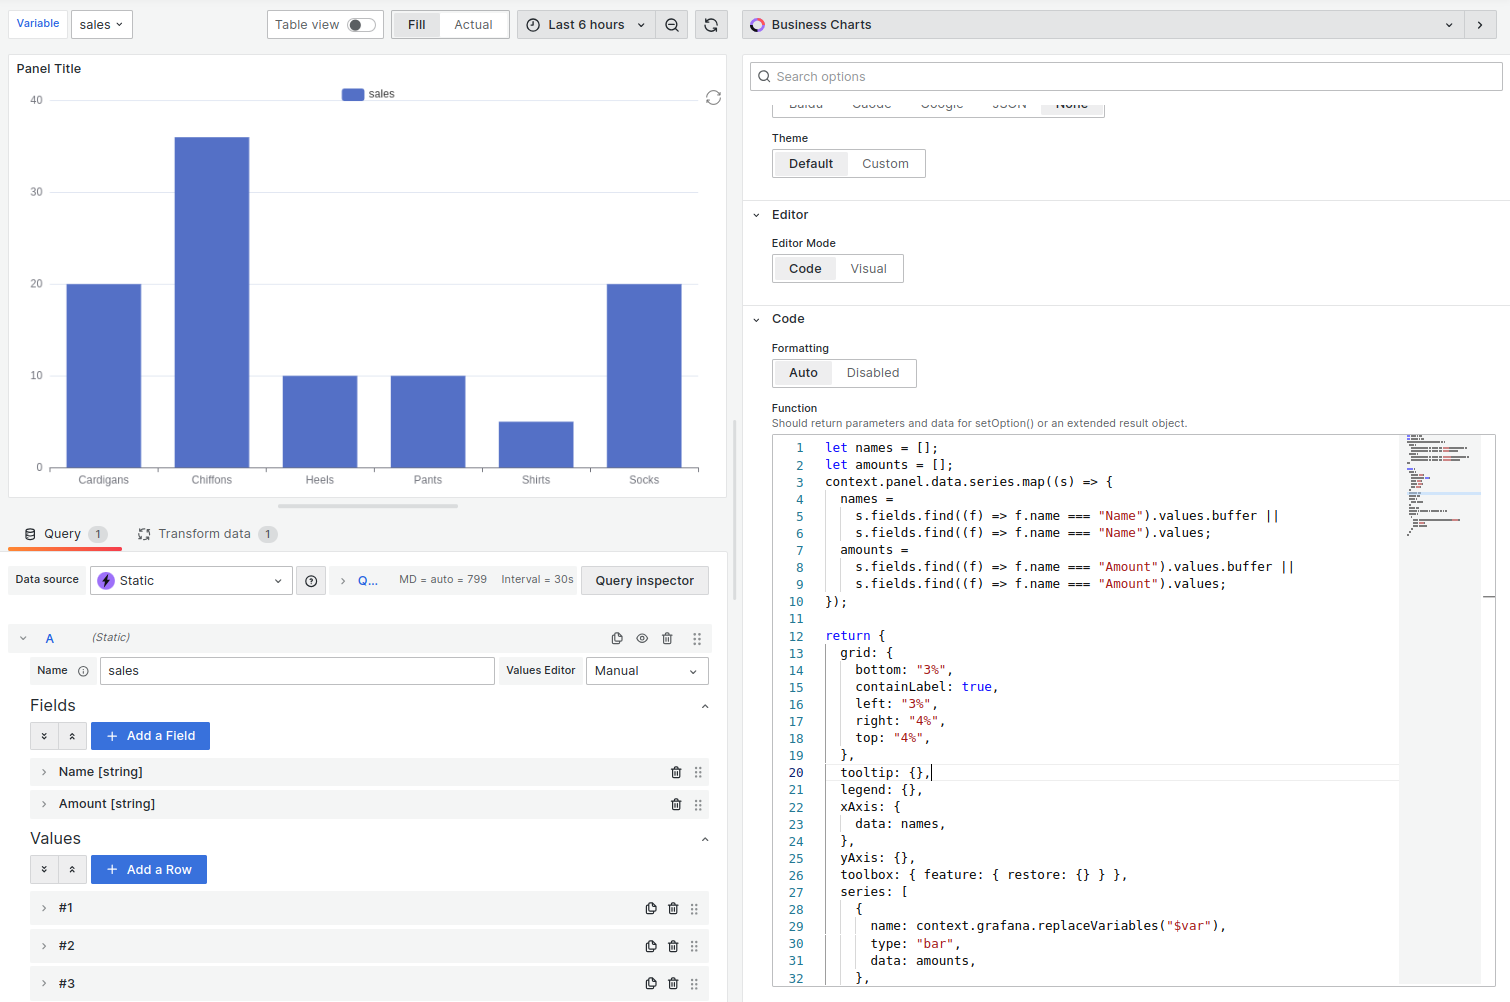 Variable
sales
Table view
Fill
Actual
Last 6 hours
Business Charts
Panel Title
sales
40
30
20
10
0
Cardigans
Chiffons
Heels
Pants
Shirts
Socks
Query
1
Transform data
1
Data source
Static
Q...
MD = auto = 799
Interval = 30s
Query inspector
A
(Static)
Name
sales
Values Editor
Manual
Fields
Add a Field
Name [string]
Amount [string]
Values
Add a Row
#1
#2
#3
Search options
Baidu
Gaode
Google
JSON
None
Theme
Default
Custom
Editor
Editor Mode
Code
Visual
Code
Formatting
Auto
Disabled
Function
Should return parameters and data for setOption() or an extended result object.
1 let names = [];
2 let amounts = [];
3 context.panel.data.series.map((s) => {
4 names =
5 s.fields.find((f) => f.name === "Name").values.buffer ||
6 s.fields.find((f) => f.name === "Name").values;
7 amounts =
8 s.fields.find((f) => f.name === "Amount").values.buffer ||
9 s.fields.find((f) => f.name === "Amount").values;
10 });
11
12 return {
13 grid: {
14 bottom: "3%",
15 containLabel: true,
16 left: "3%",
17 right: "4%",
18 top: "4%",
19 },
20 tooltip: {},
21 legend: {},
22 xAxis: {
23 data: names,
24 },
25 yAxis: {},
26 toolbox: { feature: { restore: {} } },
27 series: [
28 {
29 name: context.grafana.replaceVariables("$var"),
30 type: "bar",
31 data: amounts,
32 },